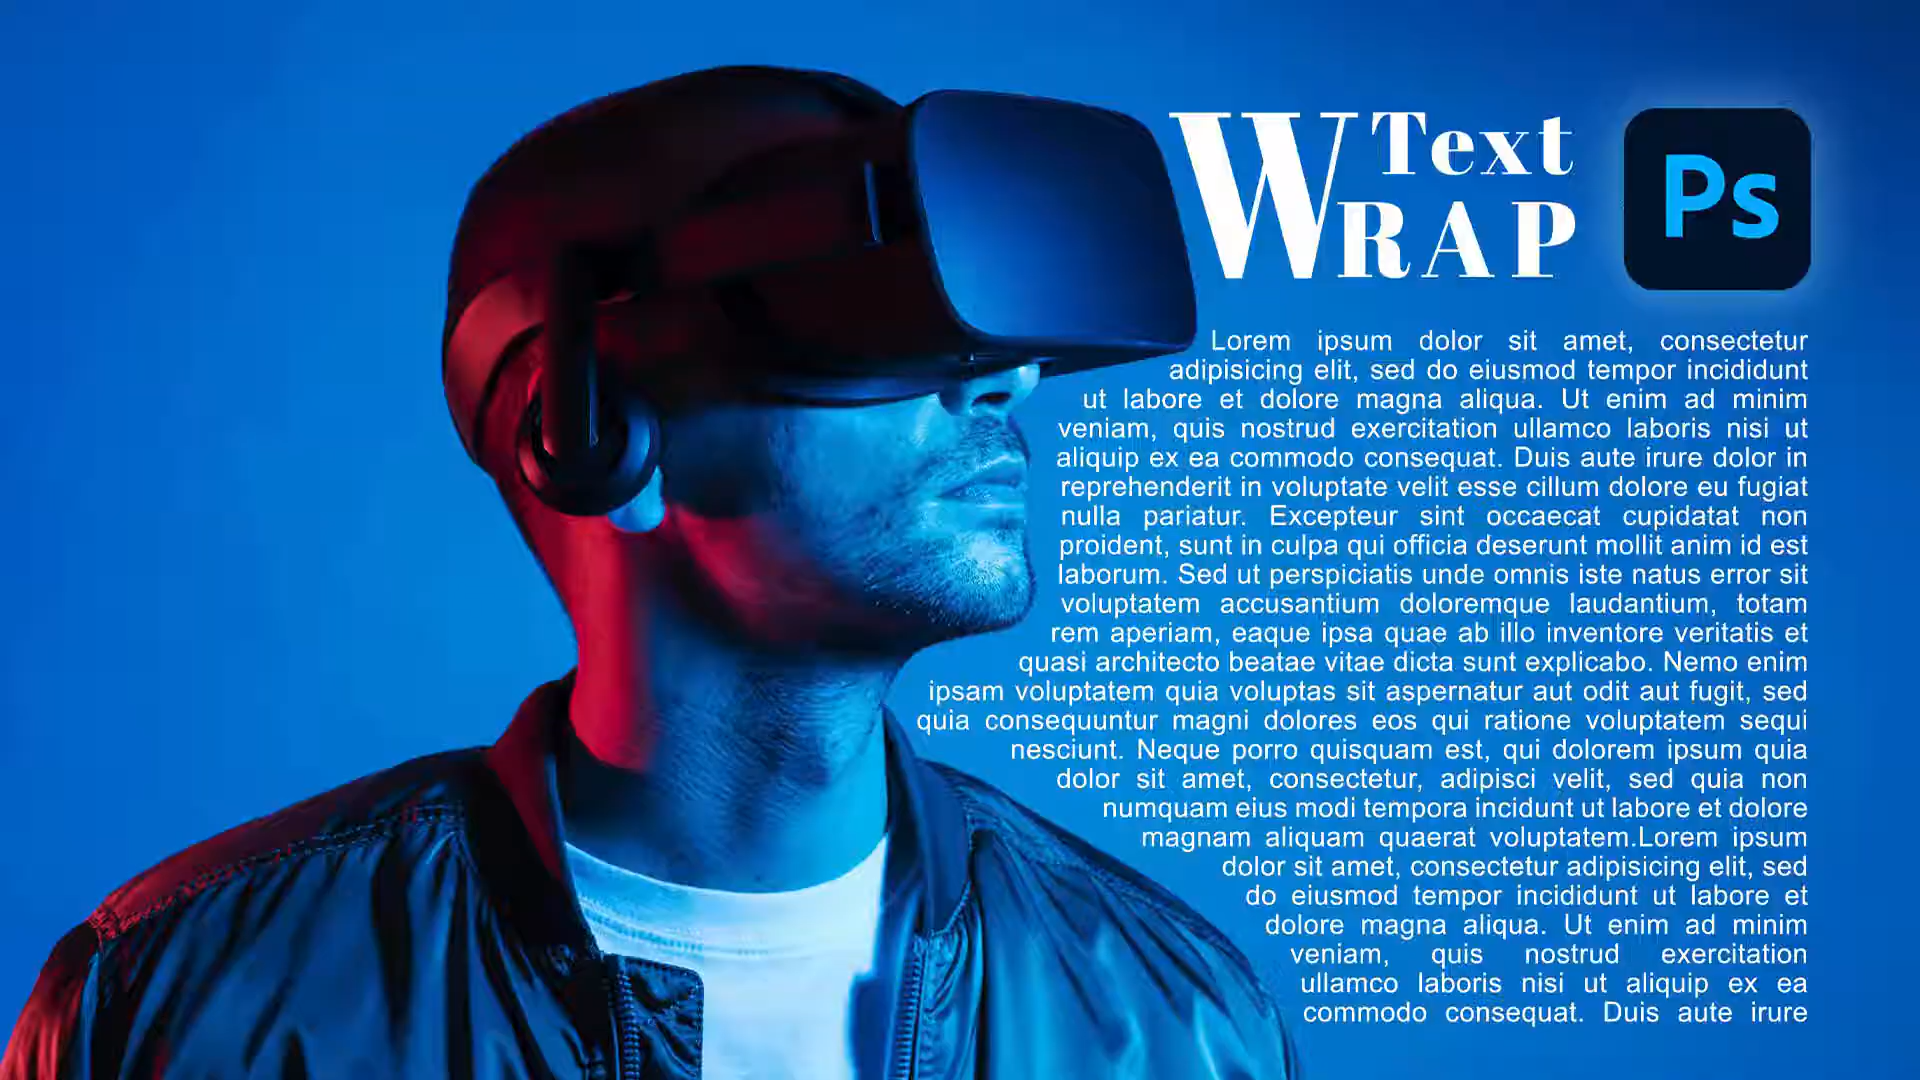 Text
WRAP
Ps
Lorem ipsum dolor sit amet, consectetur
adipisicing elit, sed do eiusmod tempor incididunt
ut labore et dolore magna aliqua. Ut enim ad minim
veniam, quis nostrud exercitation ullamco laboris nisi ut
aliquip ex ea commodo consequat. Duis aute irure dolor in
reprehenderit in voluptate velit esse cillum dolore eu fugiat
nulla pariatur. Excepteur sint occaecat cupidatat non
proident, sunt in culpa qui officia deserunt mollit anim id est
laborum. Sed ut perspiciatis unde omnis iste natus error sit
voluptatem accusantium doloremque laudantium, totam
rem aperiam, eaque ipsa quae ab illo inventore veritatis et
quasi architecto beatae vitae dicta sunt explicabo. Nemo enim
ipsam voluptatem quia voluptas sit aspernatur aut odit aut fugit, sed
quia consequuntur magni dolores eos qui ratione voluptatem sequi
nesciunt. Neque porro quisquam est, qui dolorem ipsum quia
dolor sit amet, consectetur, adipisci velit, sed quia non
numquam eius modi tempora incidunt ut labore et dolore
magnam aliquam quaerat voluptatem.Lorem ipsum
dolor sit amet, consectetur adipisicing elit, sed
do eiusmod tempor incididunt ut labore et
dolore magna aliqua. Ut enim ad minim
veniam, quis nostrud exercitation
ullamco laboris nisi ut aliquip ex ea
commodo consequat. Duis aute irure